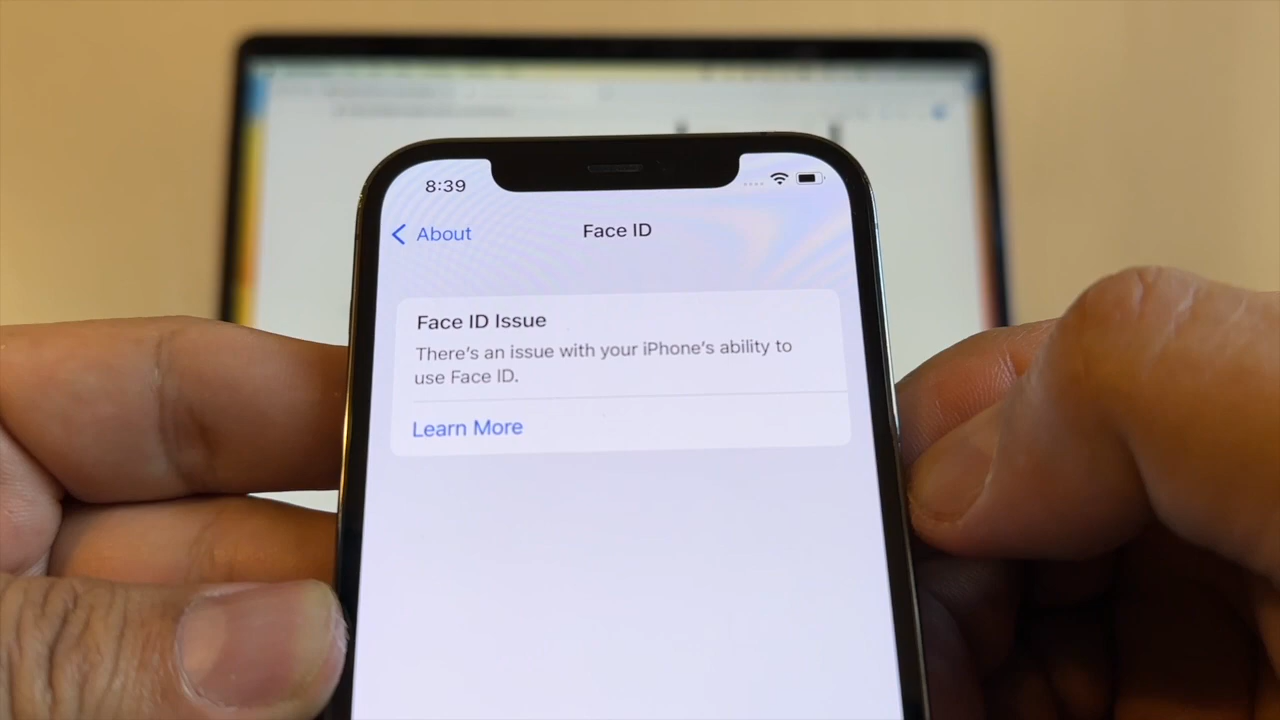 8:39
About
Face ID
Face ID Issue
There's an issue with your iPhone's ability to
use Face ID.
Learn More